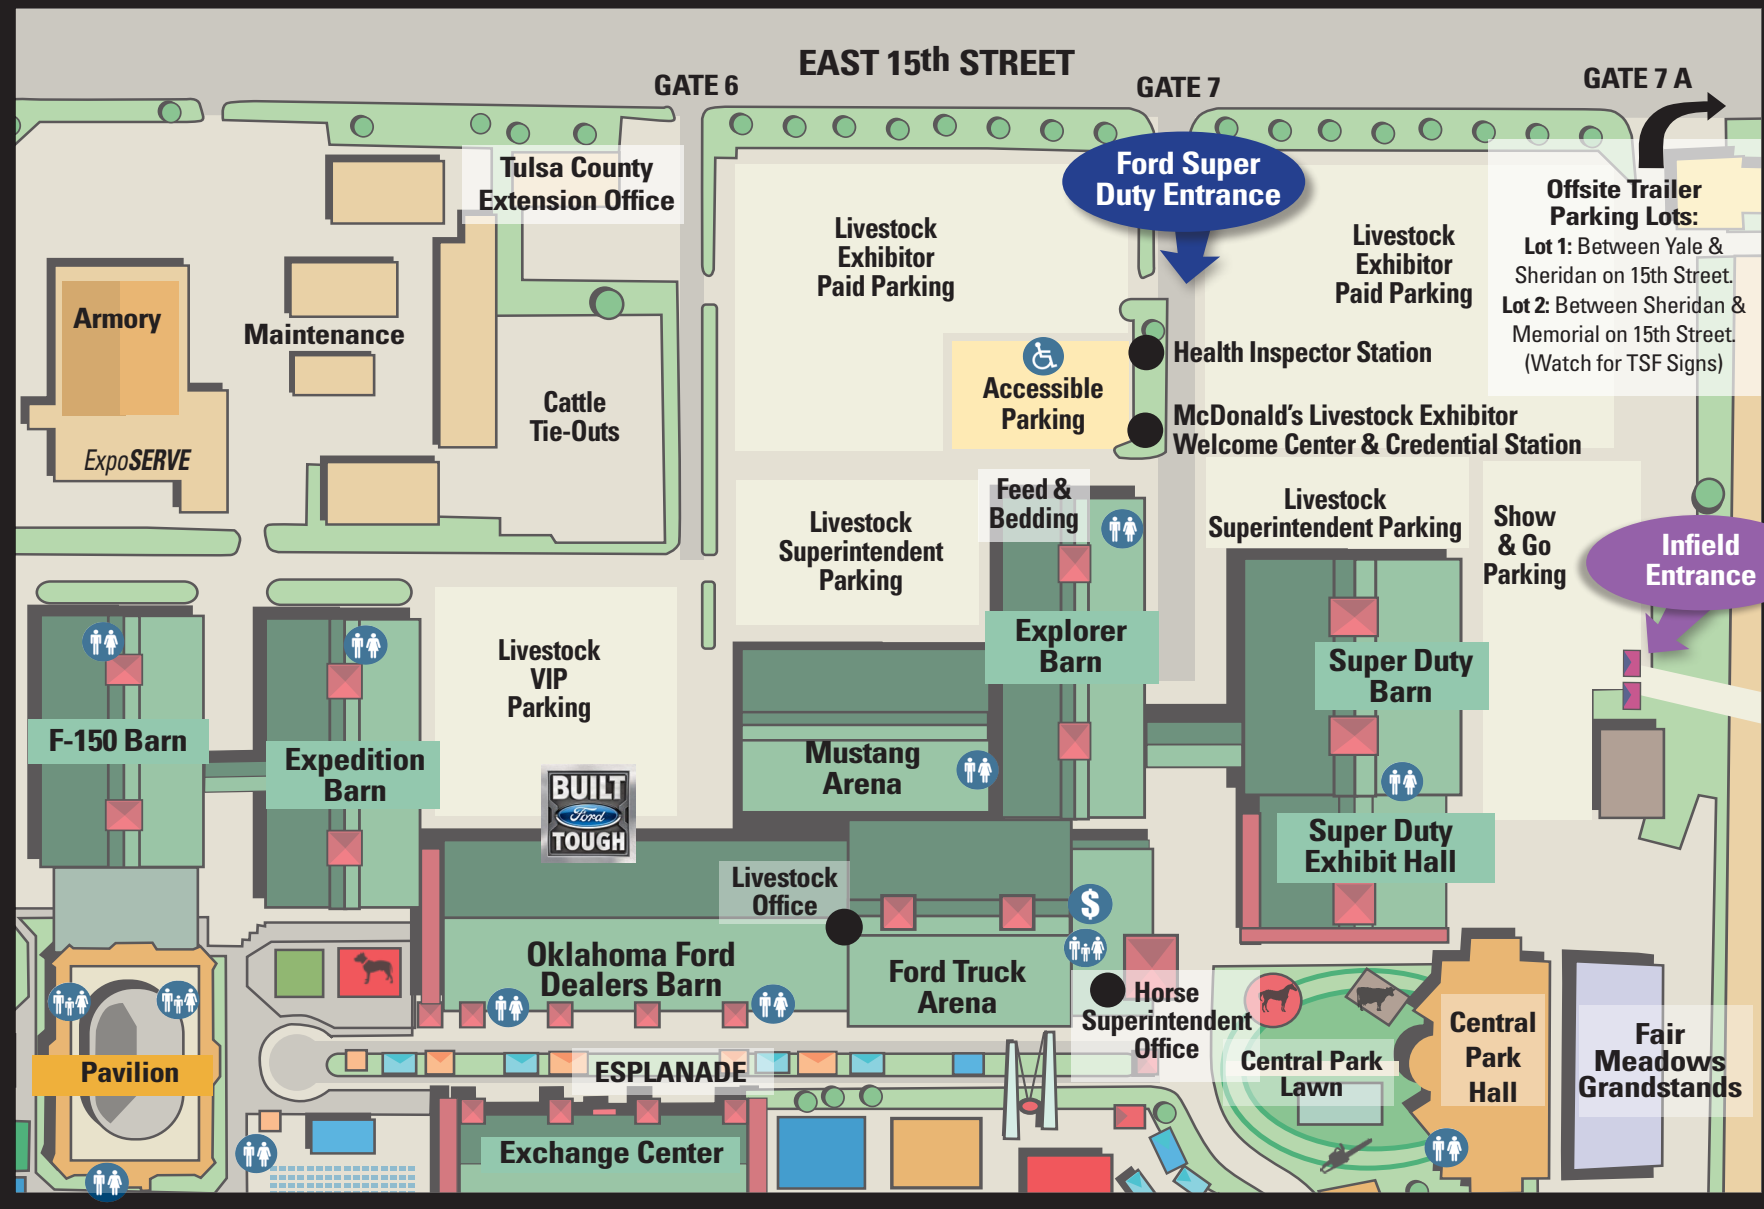 EAST 15th STREET
GATE 6
GATE 7
GATE 7 A
Tulsa County
Extension Office
Ford Super
Duty Entrance
Offsite Trailer
Parking Lots:
Lot 1: Between Yale &
Sheridan on 15th Street.
Lot 2: Between Sheridan &
Memorial on 15th Street.
(Watch for TSF Signs)
Livestock
Exhibitor
Paid Parking
Livestock
Exhibitor
Paid Parking
Armory
ExpoSERVE
Maintenance
Cattle
Tie-Outs
Accessible
Parking
Health Inspector Station
McDonald's Livestock Exhibitor
Welcome Center & Credential Station
Feed &
Bedding
Livestock
Superintendent
Parking
Livestock
Superintendent Parking
Show
& Go
Parking
Infield
Entrance
Livestock
VIP
Parking
Explorer
Barn
Super Duty
Barn
F-150 Barn
Expedition
Barn
Mustang
Arena
BUILT
Ford
TOUGH
Super Duty
Exhibit Hall
Livestock
Office
$
Oklahoma Ford
Dealers Barn
Ford Truck
Arena
Horse
Superintendent
Office
Central Park
Lawn
Central
Park
Hall
Fair
Meadows
Grandstands
Pavilion
ESPLANADE
Exchange Center